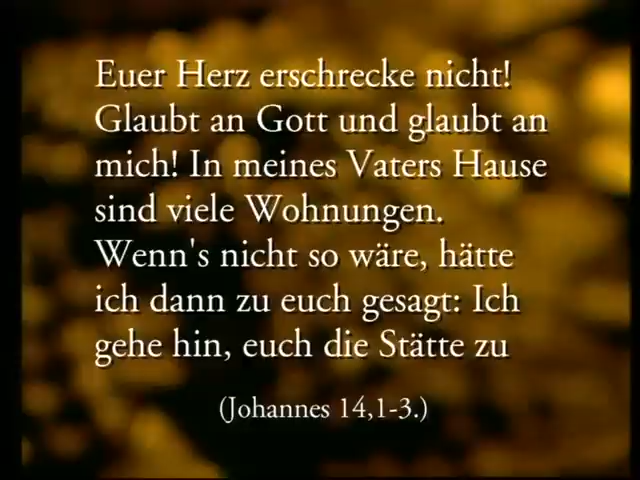 Euer Herz erschrecke nicht!
Glaubt an Gott und glaubt an
mich! In meines Vaters Hause
sind viele Wohnungen.
Wenn's nicht so wäre, hätte
ich dann zu euch gesagt: Ich
gehe hin, euch die Stätte zu
(Johannes 14,1-3.)